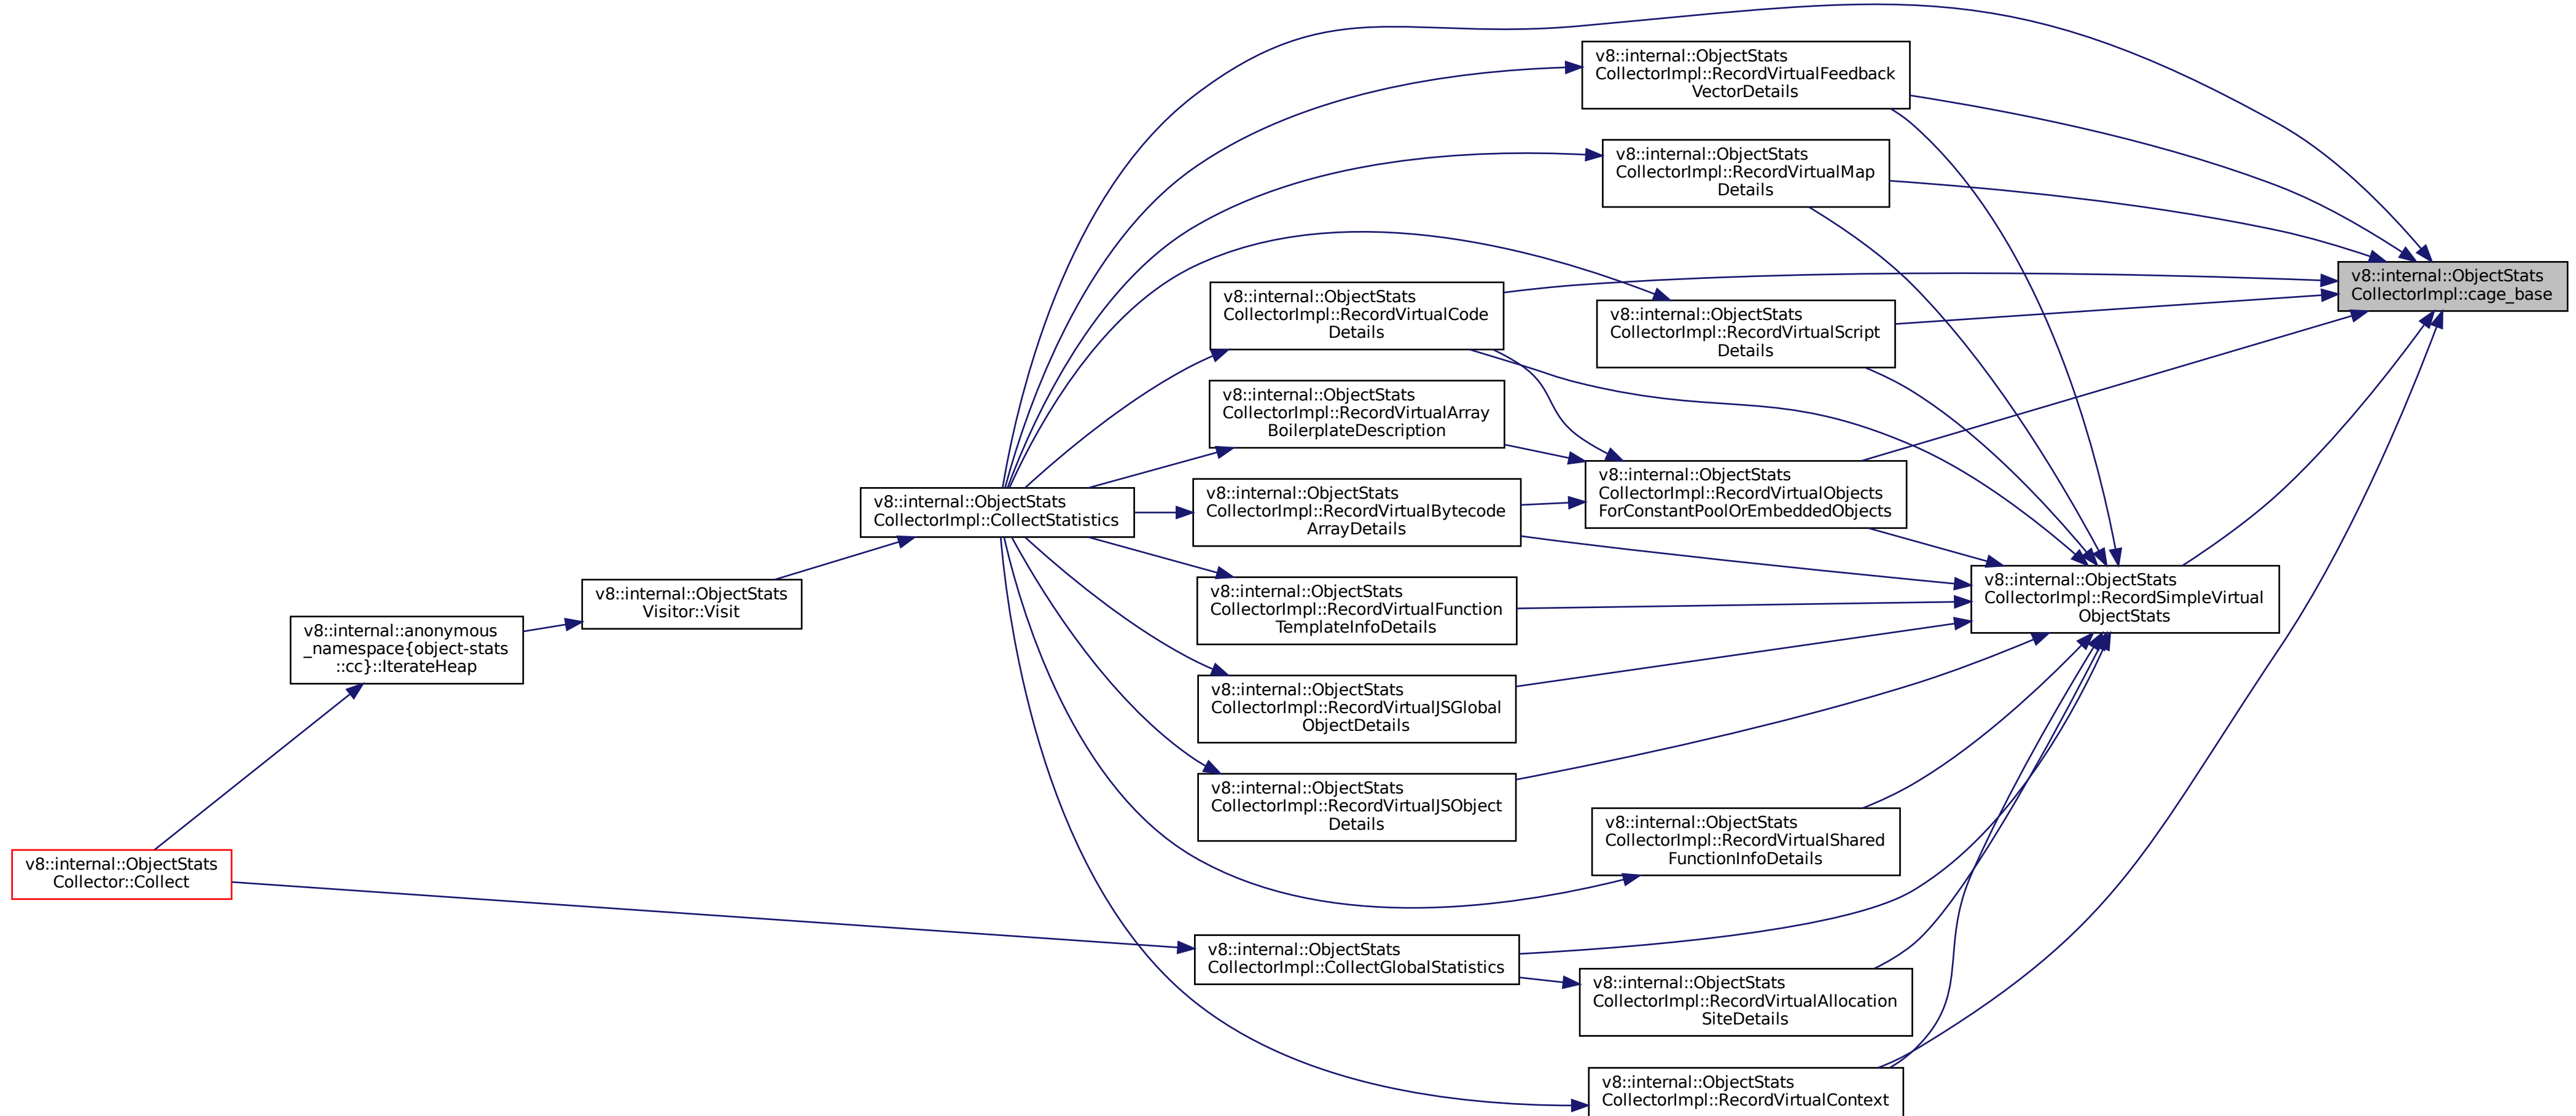 v8::internal::ObjectStats
CollectorImpl::RecordVirtualFeedback
VectorDetails
v8::internal::ObjectStats
CollectorImpl::RecordVirtualMap
Details
v8::internal::ObjectStats
CollectorImpl::cage_base
v8::internal::ObjectStats
CollectorImpl::RecordVirtualCode
Details
v8::internal::ObjectStats
CollectorImpl::RecordVirtualScript
Details
v8::internal::ObjectStats
CollectorImpl::RecordVirtualArray
BoilerplateDescription
v8::internal::ObjectStats
CollectorImpl::RecordVirtualObjects
ForConstantPoolOrEmbeddedObjects
v8::internal::ObjectStats
CollectorImpl::CollectStatistics
v8::internal::ObjectStats
CollectorImpl::RecordVirtualBytecode
ArrayDetails
v8::internal::ObjectStats
CollectorImpl::RecordSimpleVirtual
ObjectStats
v8::internal::ObjectStats
Visitor::Visit
v8::internal::ObjectStats
CollectorImpl::RecordVirtualFunction
TemplateInfoDetails
v8::internal::anonymous
_namespace{object-stats
::cc}::IterateHeap
v8::internal::ObjectStats
CollectorImpl::RecordVirtualJSGlobal
ObjectDetails
v8::internal::ObjectStats
CollectorImpl::RecordVirtualJSObject
Details
v8::internal::ObjectStats
CollectorImpl::RecordVirtualShared
FunctionInfoDetails
v8::internal::ObjectStats
Collector::Collect
v8::internal::ObjectStats
CollectorImpl::CollectGlobalStatistics
v8::internal::ObjectStats
CollectorImpl::RecordVirtualAllocation
SiteDetails
v8::internal::ObjectStats
CollectorImpl::RecordVirtualContext